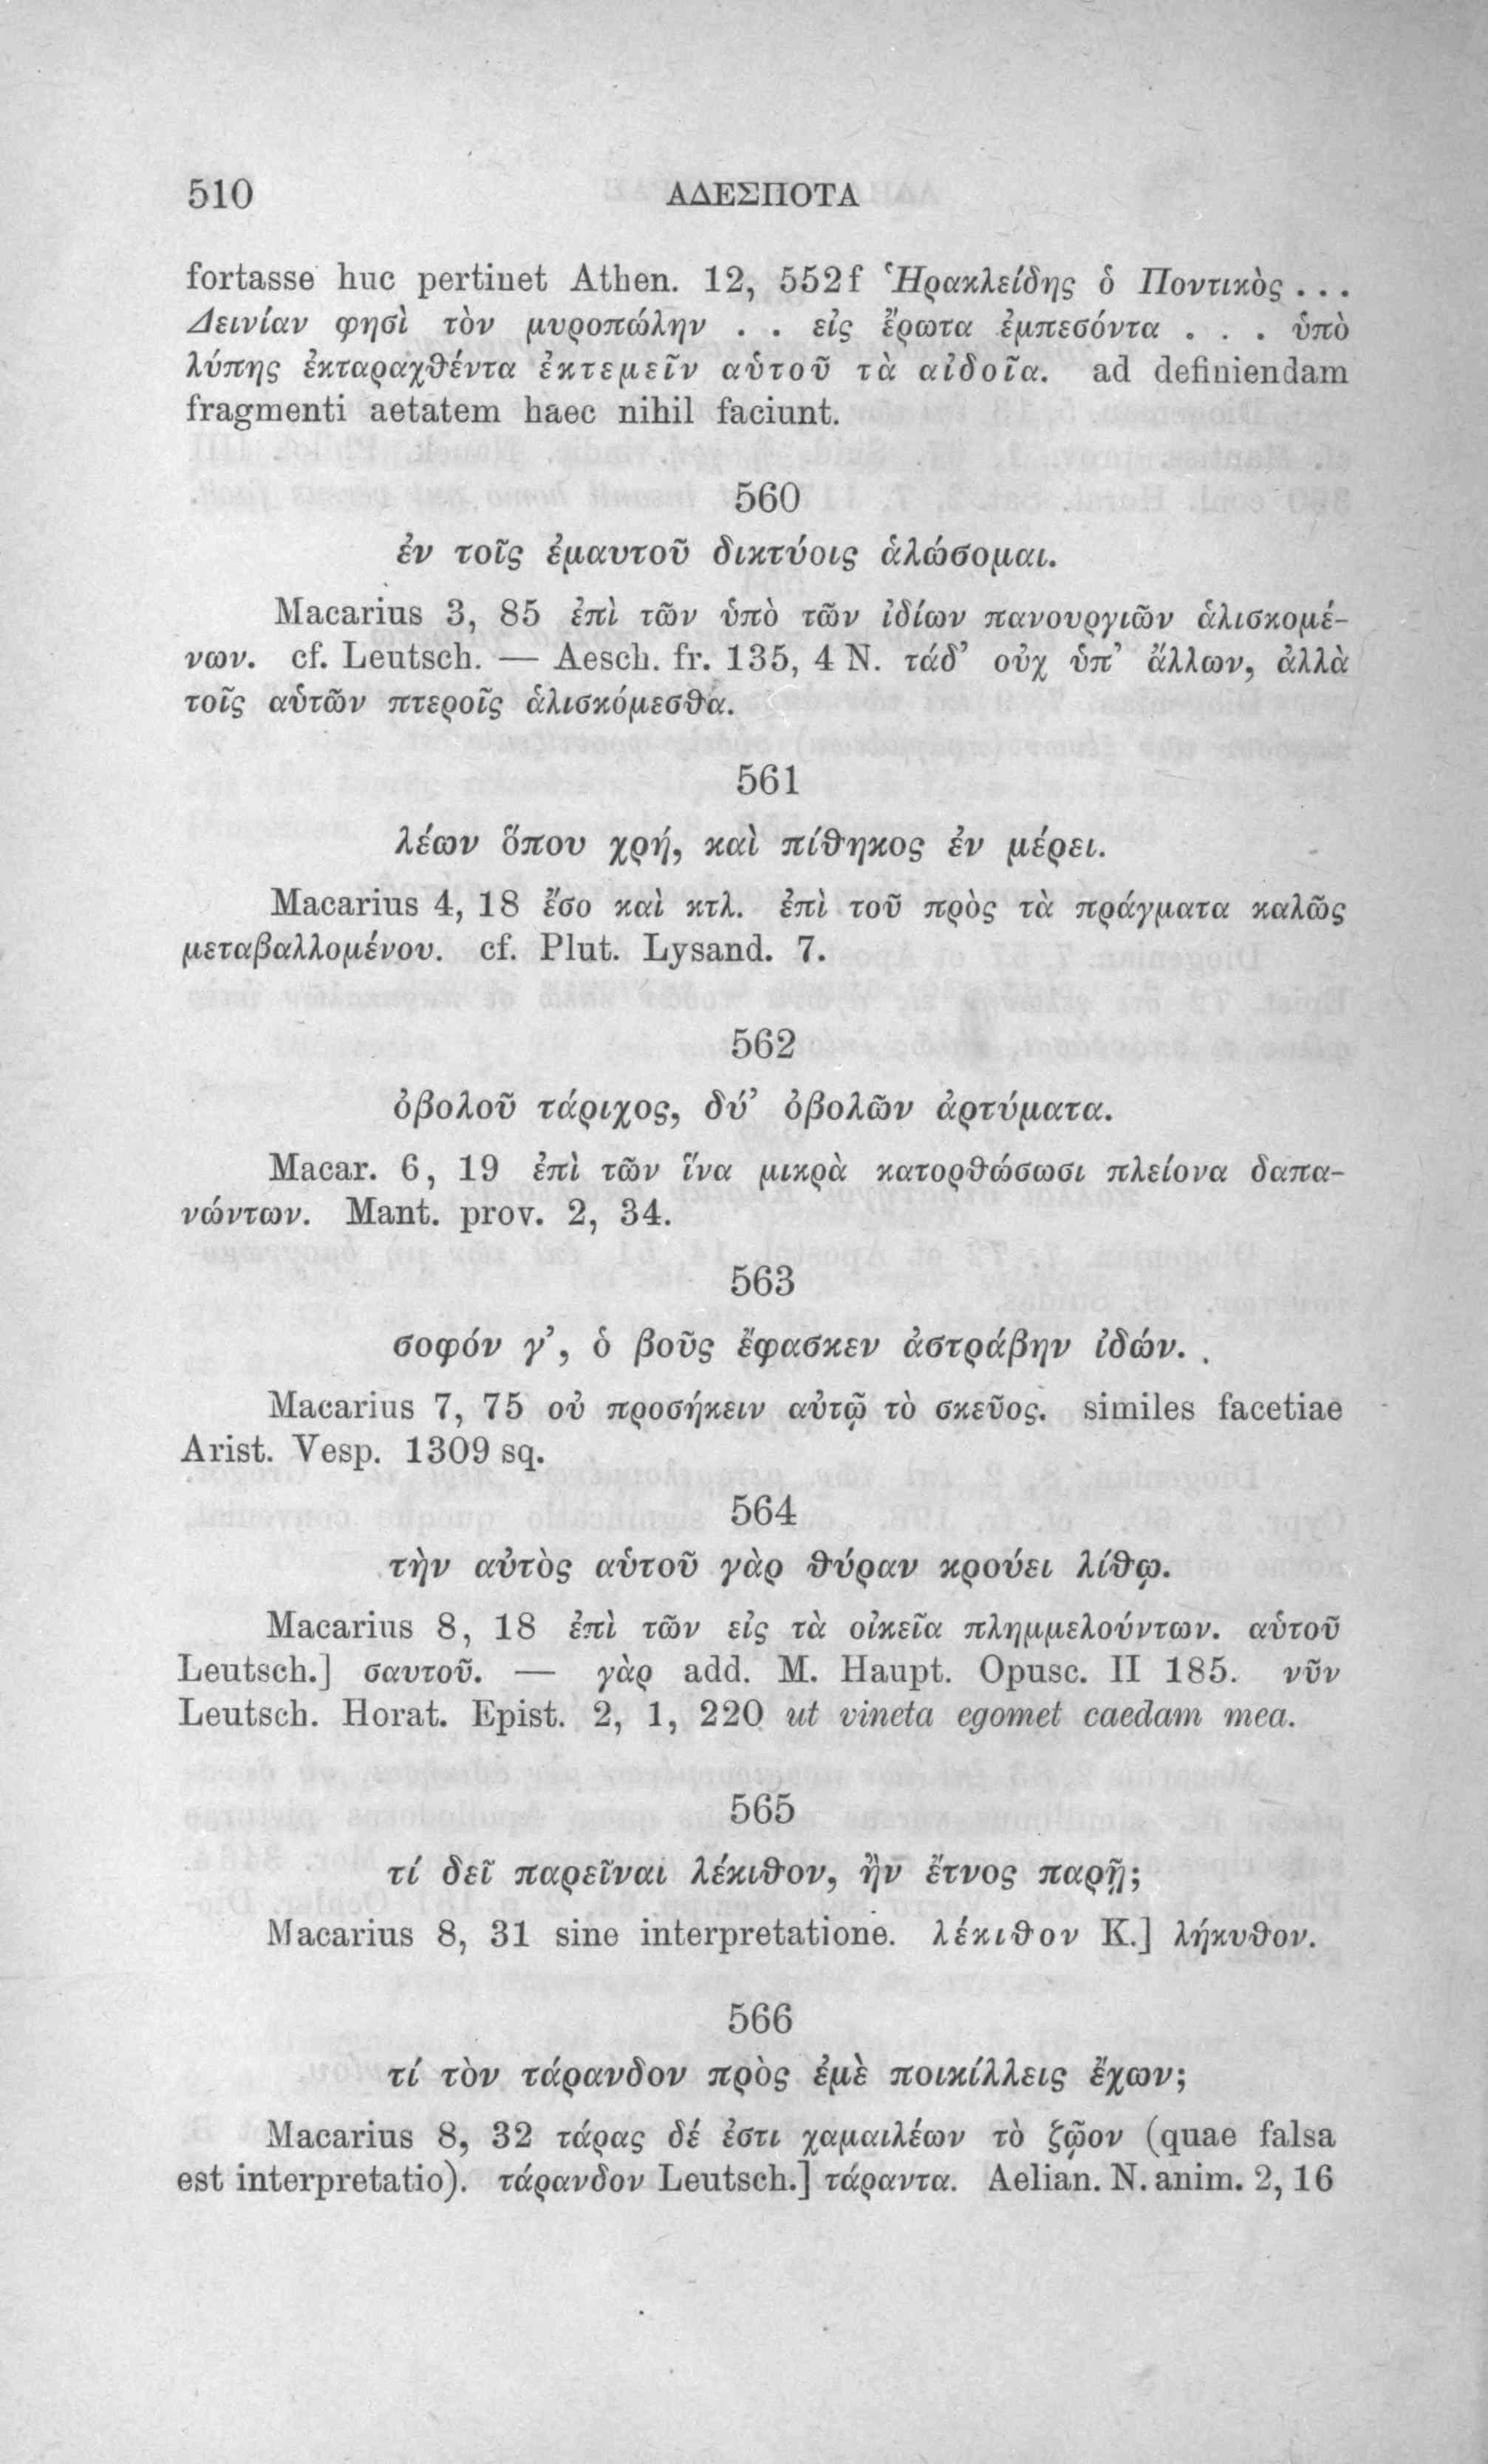 510 ΑΔΕΣΠΟΤΑ
fortasse huc pertinet Athen. 12, 552f Ἡρακλείδης ὁ Ποντικὸς . . .
Δεινίαν φησὶ τὸν μυροπώλην . . εἰς ἔρωτα ἐμπεσόντα . . . ὑπὸ
λύπης ἐκταραχθέντα ἐκτεμεῖν αὑτοῦ τὰ αἰδοῖα. ad definiendam
fragmenti aetatem haec nihil faciunt.
560
ἐν τοῖς ἐμαυτοῦ δικτύοις ἁλώσομαι.
Macarius 3, 85 ἐπὶ τῶν ὑπὸ τῶν ἰδίων πανουργιῶν ἁλισκομέ-
νων. cf. Leutsch. — Aesch. fr. 135, 4 N. τάδ’ οὐχ ὑπ’ ἄλλων, ἀλλὰ
τοῖς αὑτῶν πτεροῖς ἁλισκόμεσθα.
561
λέων ὅπου χρή, καὶ πίθηκος ἐν μέρει.
Macarius 4, 18 ἔσο καὶ κτλ. ἐπὶ τοῦ πρὸς τὰ πράγματα καλῶς
μεταβαλλομένου. cf. Plut. Lysand. 7.
562
ὀβολοῦ τάριχος, δύ’ ὀβολῶν ἀρτύματα.
Macar. 6, 19 ἐπὶ τῶν ἵνα μικρὰ κατορθώσωσι πλείονα δαπα-
νώντων. Mant. prov. 2, 34.
563
σοφόν γ’, ὁ βοῦς ἔφασκεν ἀστράβην ἰδών.
Macarius 7, 75 οὐ προσήκειν αὐτῷ τὸ σκεῦος. similes facetiae
Arist. Vesp. 1309 sq.
564
τὴν αὐτὸς αὑτοῦ γὰρ θύραν κρούει λίθῳ.
Macarius 8, 18 ἐπὶ τῶν εἰς τὰ οἰκεῖα πλημμελούντων. αὑτοῦ
Leutsch.] σαυτοῦ. — γὰρ add. M. Haupt. Opusc. II 185. νῦν
Leutsch. Horat. Epist. 2, 1, 220 ut vineta egomet caedam mea.
565
τί δεῖ παρεῖναι λέκιθον, ἢν ἔτνος παρῇ;
Macarius 8, 31 sine interpretatione. λέκιθον K.] λήκυθον.
566
τί τὸν τάρανδον πρὸς ἐμὲ ποικίλλεις ἔχων;
Macarius 8, 32 τάρας δέ ἐστι χαμαιλέων τὸ ζῷον (quae falsa
est interpretatio). τάρανδον Leutsch.] τάραντα. Aelian. N. anim. 2, 16